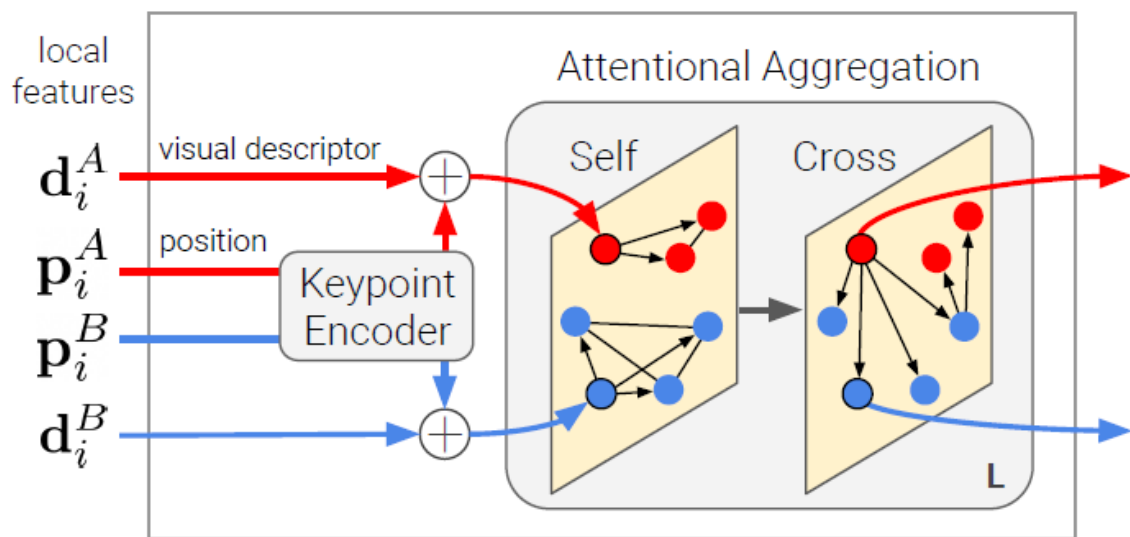 local
features
Attentional Aggregation
visual descriptor
d_i^A
Self
Cross
position
p_i^A
Keypoint
Encoder
p_i^B
d_i^B
L